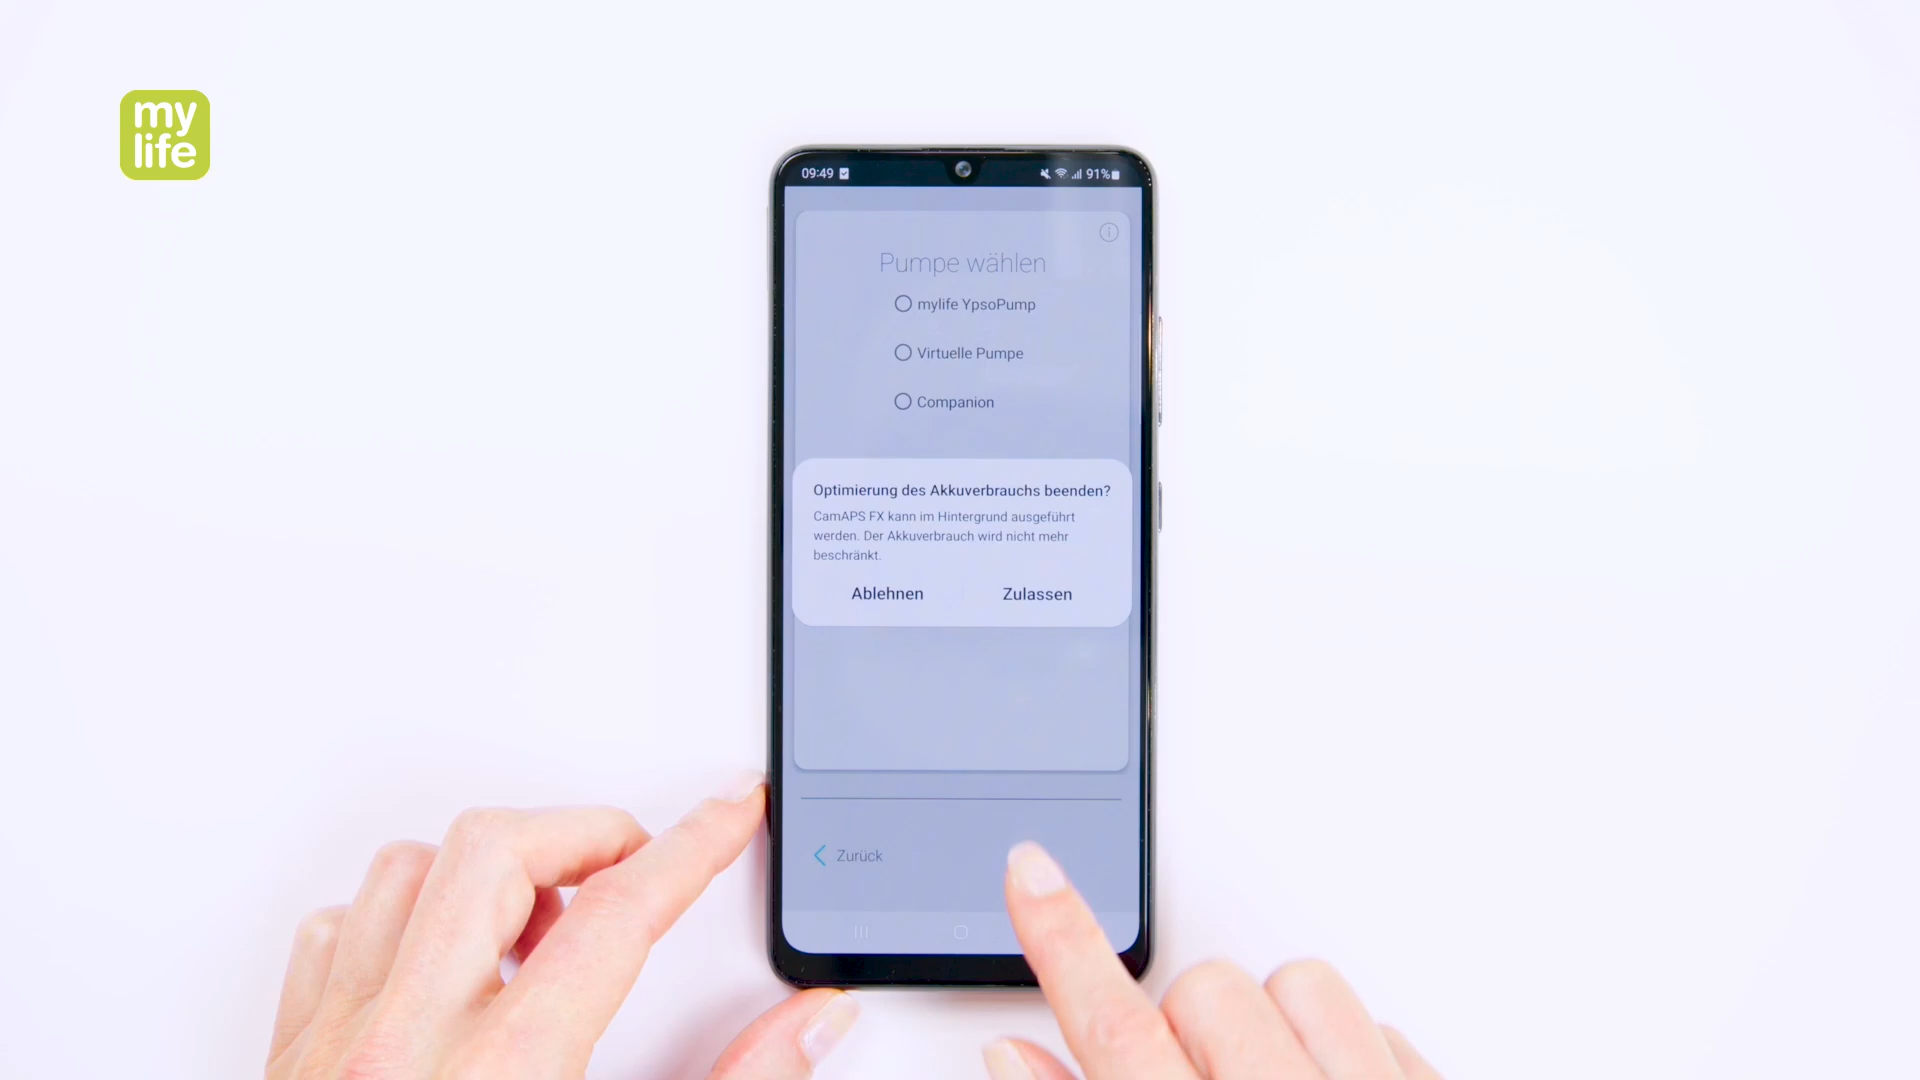 my
life
09:49
91%
Pumpe wählen
mylife YpsoPump
Virtuelle Pumpe
Companion
Optimierung des Akkuverbrauchs beenden?
CamAPS FX kann im Hintergrund ausgeführt
werden. Der Akkuverbrauch wird nicht mehr
beschränkt.
Ablehnen
Zulassen
Zurück